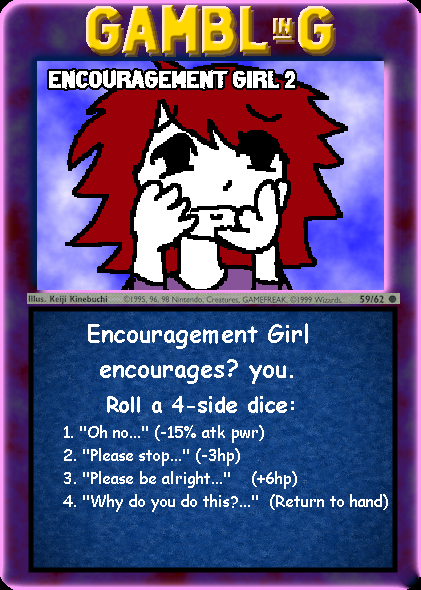 GAMBLING
ENCOURAGEMENT GIRL 2
Illus. Keiji Kinebuchi ©1995, 96, 98 Nintendo, Creatures, GAMEFREAK. ©1999 Wizards. 59/62
Encouragement Girl
encourages? you.
Roll a 4-side dice:
1. "Oh no..." (-15% atk pwr)
2. "Please stop..." (-3hp)
3. "Please be alright..." (+6hp)
4. "Why do you do this?..." (Return to hand)